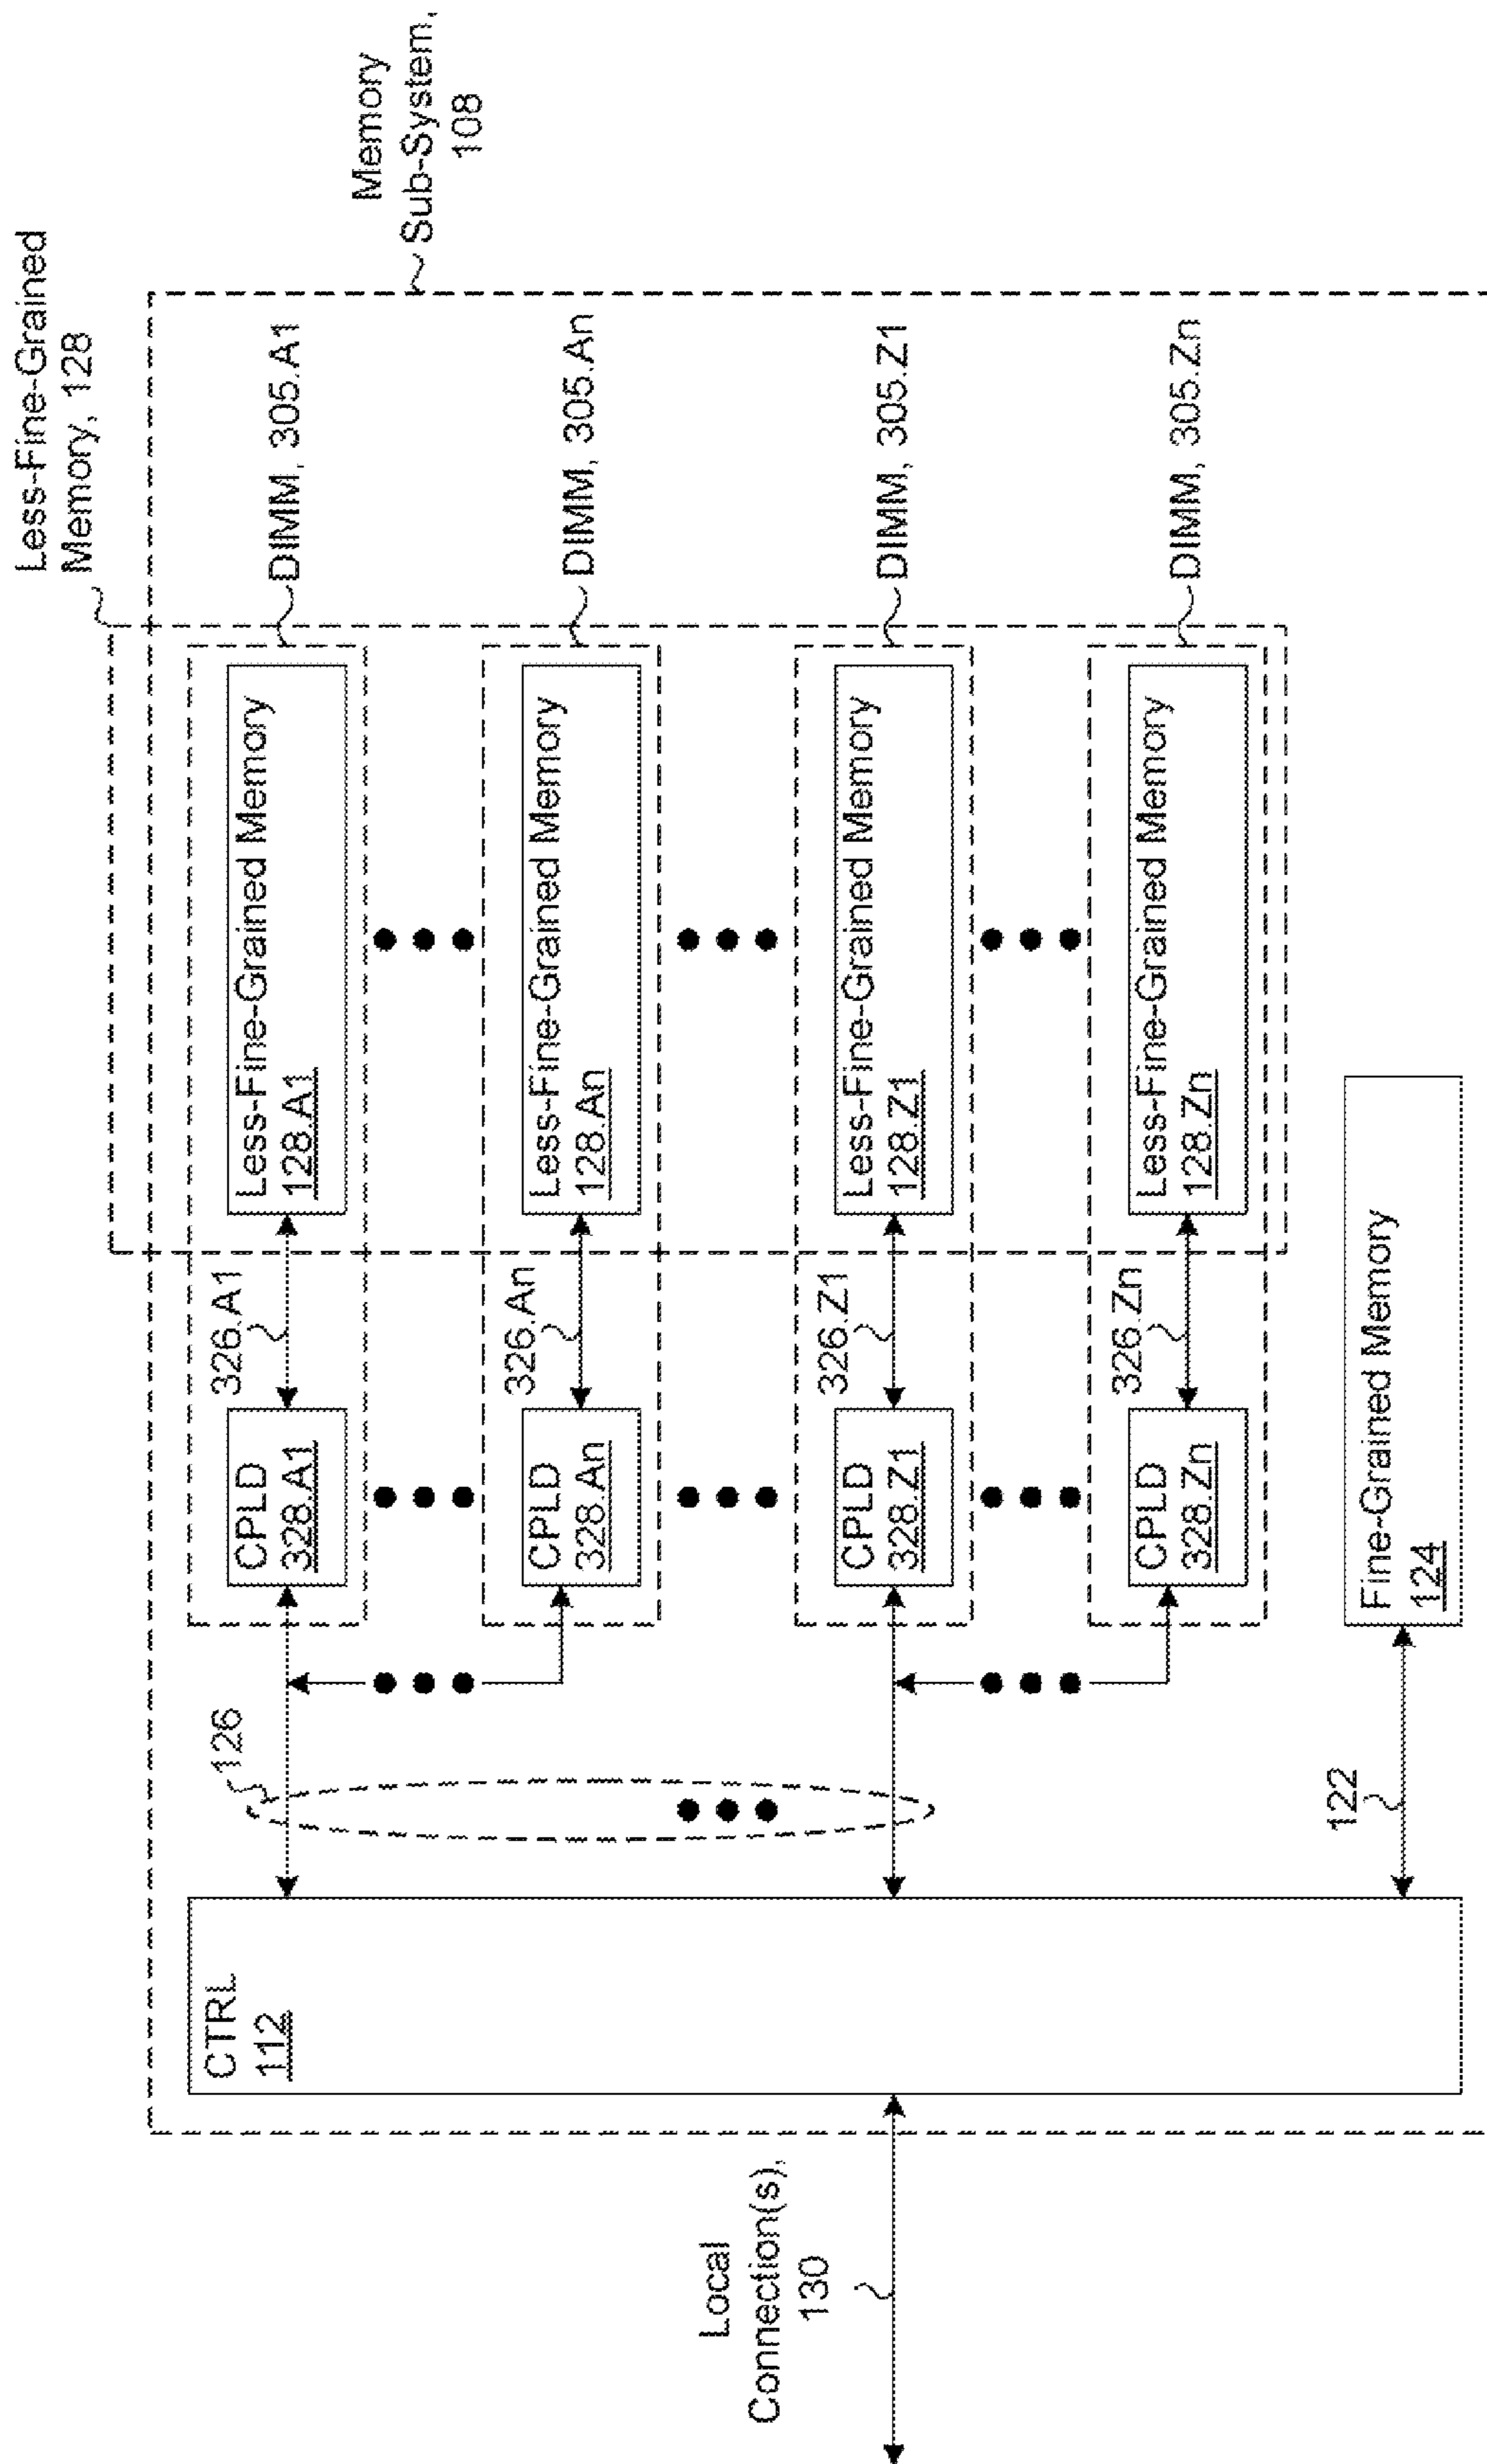 Less-Fine-Grained
Memory, 128
Memory
Sub-System,
108
CTRL
112
126
CPLD
328.A1
326.A1
Less-Fine-Grained Memory
128.A1
DIMM, 305.A1
CPLD
328.An
326.An
Less-Fine-Grained Memory
128.An
DIMM, 305.An
Local
Connection(s),
130
CPLD
328.Z1
326.Z1
Less-Fine-Grained Memory
128.Z1
DIMM, 305.Z1
CPLD
328.Zn
326.Zn
Less-Fine-Grained Memory
128.Zn
DIMM, 305.Zn
122
Fine-Grained Memory
124